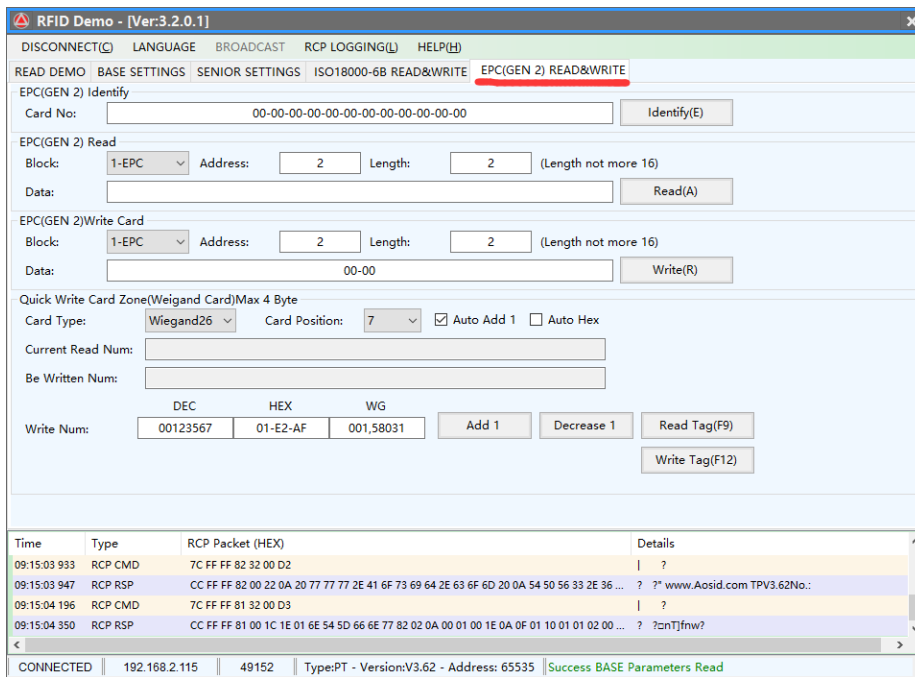 RFID Demo - [Ver:3.2.0.1]
DISCONNECT(C) LANGUAGE BROADCAST RCP LOGGING(L) HELP(H)
READ DEMO BASE SETTINGS SENIOR SETTINGS ISO18000-6B READ&WRITE EPC(GEN 2) READ&WRITE
EPC(GEN 2) Identify
Card No: 00-00-00-00-00-00-00-00-00-00-00-00 Identify(E)
EPC(GEN 2) Read
Block: 1-EPC Address: 2 Length: 2 (Length not more 16)
Data: Read(A)
EPC(GEN 2)Write Card
Block: 1-EPC Address: 2 Length: 2 (Length not more 16)
Data: 00-00 Write(R)
Quick Write Card Zone(Weigand Card)Max 4 Byte
Card Type: Wiegand26 Card Position: 7 Auto Add 1 Auto Hex
Current Read Num:
Be Written Num:
DEC HEX WG
Write Num: 00123567 01-E2-AF 001,58031 Add 1 Decrease 1 Read Tag(F9)
Write Tag(F12)
Time Type RCP Packet (HEX) Details
09:15:03 933 RCP CMD 7C FF FF 82 32 00 D2 | ?
09:15:03 947 RCP RSP CC FF FF 82 00 22 0A 20 77 77 77 2E 41 6F 73 69 64 2E 63 6F 6D 20 0A 54 50 56 33 2E 36 ... ? ?" www.Aosid.com TPV3.62No.:
09:15:04 196 RCP CMD 7C FF FF 81 32 00 D3 | ?
09:15:04 350 RCP RSP CC FF FF 81 00 1C 1E 01 6E 54 5D 66 6E 77 82 02 0A 00 01 00 1E 0A 0F 01 10 01 01 02 00 ... ? ?□nT]fnw?
CONNECTED 192.168.2.115 49152 Type:PT - Version:V3.62 - Address: 65535 Success BASE Parameters Read